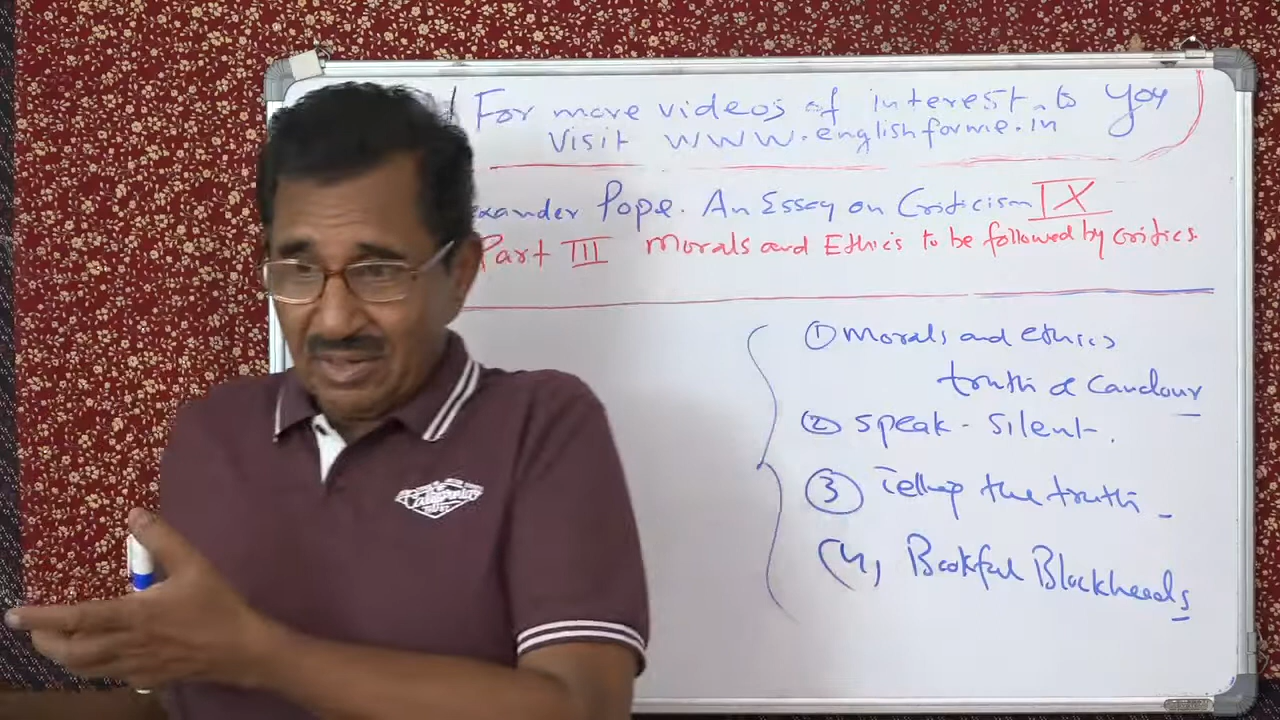 For more videos of interest to you
Visit www.englishforme.in
exander Pope. An Essay on Criticism IX
Part III Morals and Ethics to be followed by critics.
① Morals and ethics
truth & Candour
② Speak - Silent.
③ the truth
(4) Bookful Blockheads
California